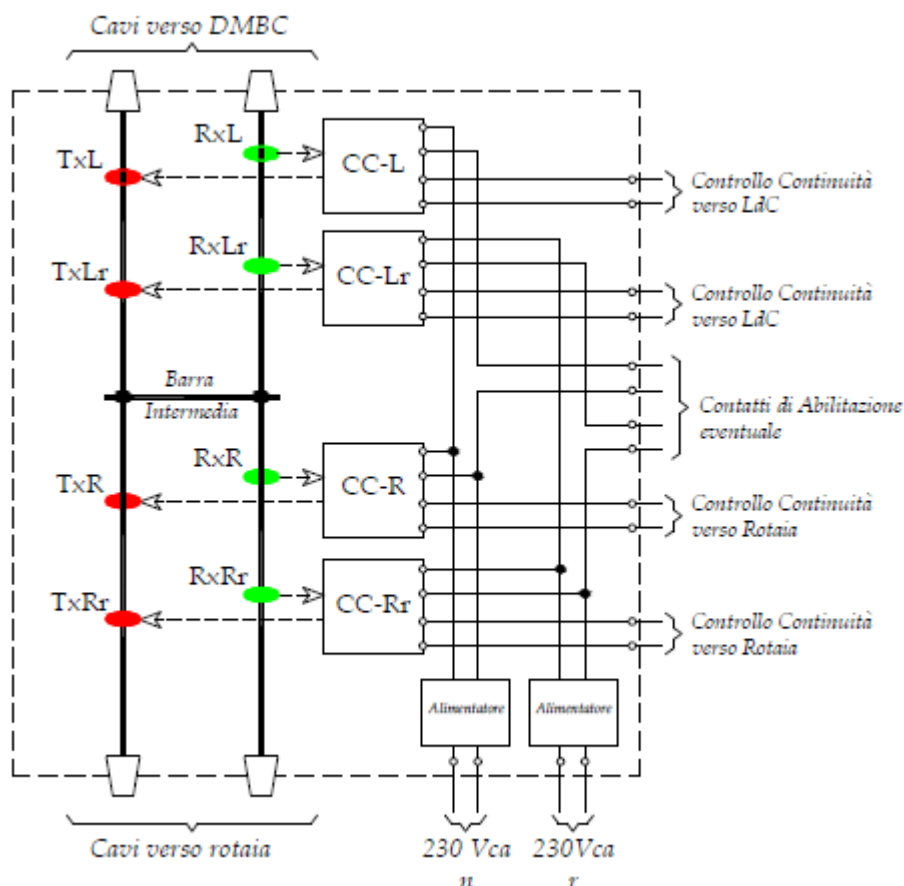 Cavi verso DMBC
RxL
TxL
CC-L
Controllo Continuità
verso LdC
RxLr
TxLr
CC-Lr
Controllo Continuità
verso LdC
Barra
Intermedia
Contatti di Abilitazione
eventuale
RxR
TxR
CC-R
Controllo Continuità
verso Rotaia
RxRr
TxRr
CC-Rr
Controllo Continuità
verso Rotaia
Alimentatore
Alimentatore
Cavi verso rotaia
230 Vca
n
230Vca
r